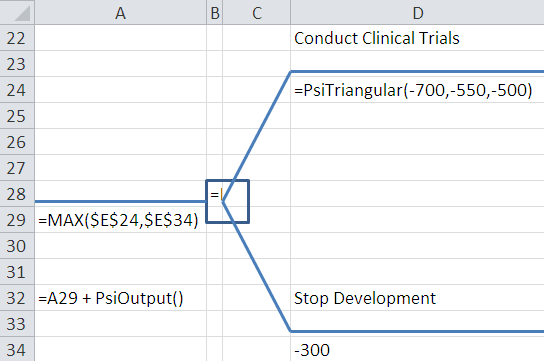 A B C D
22 Conduct Clinical Trials
23
24 =PsiTriangular(-700,-550,-500)
25
26
27
28 =
29 =MAX($E$24,$E$34)
30
31
32 =A29 + PsiOutput() Stop Development
33
34 -300